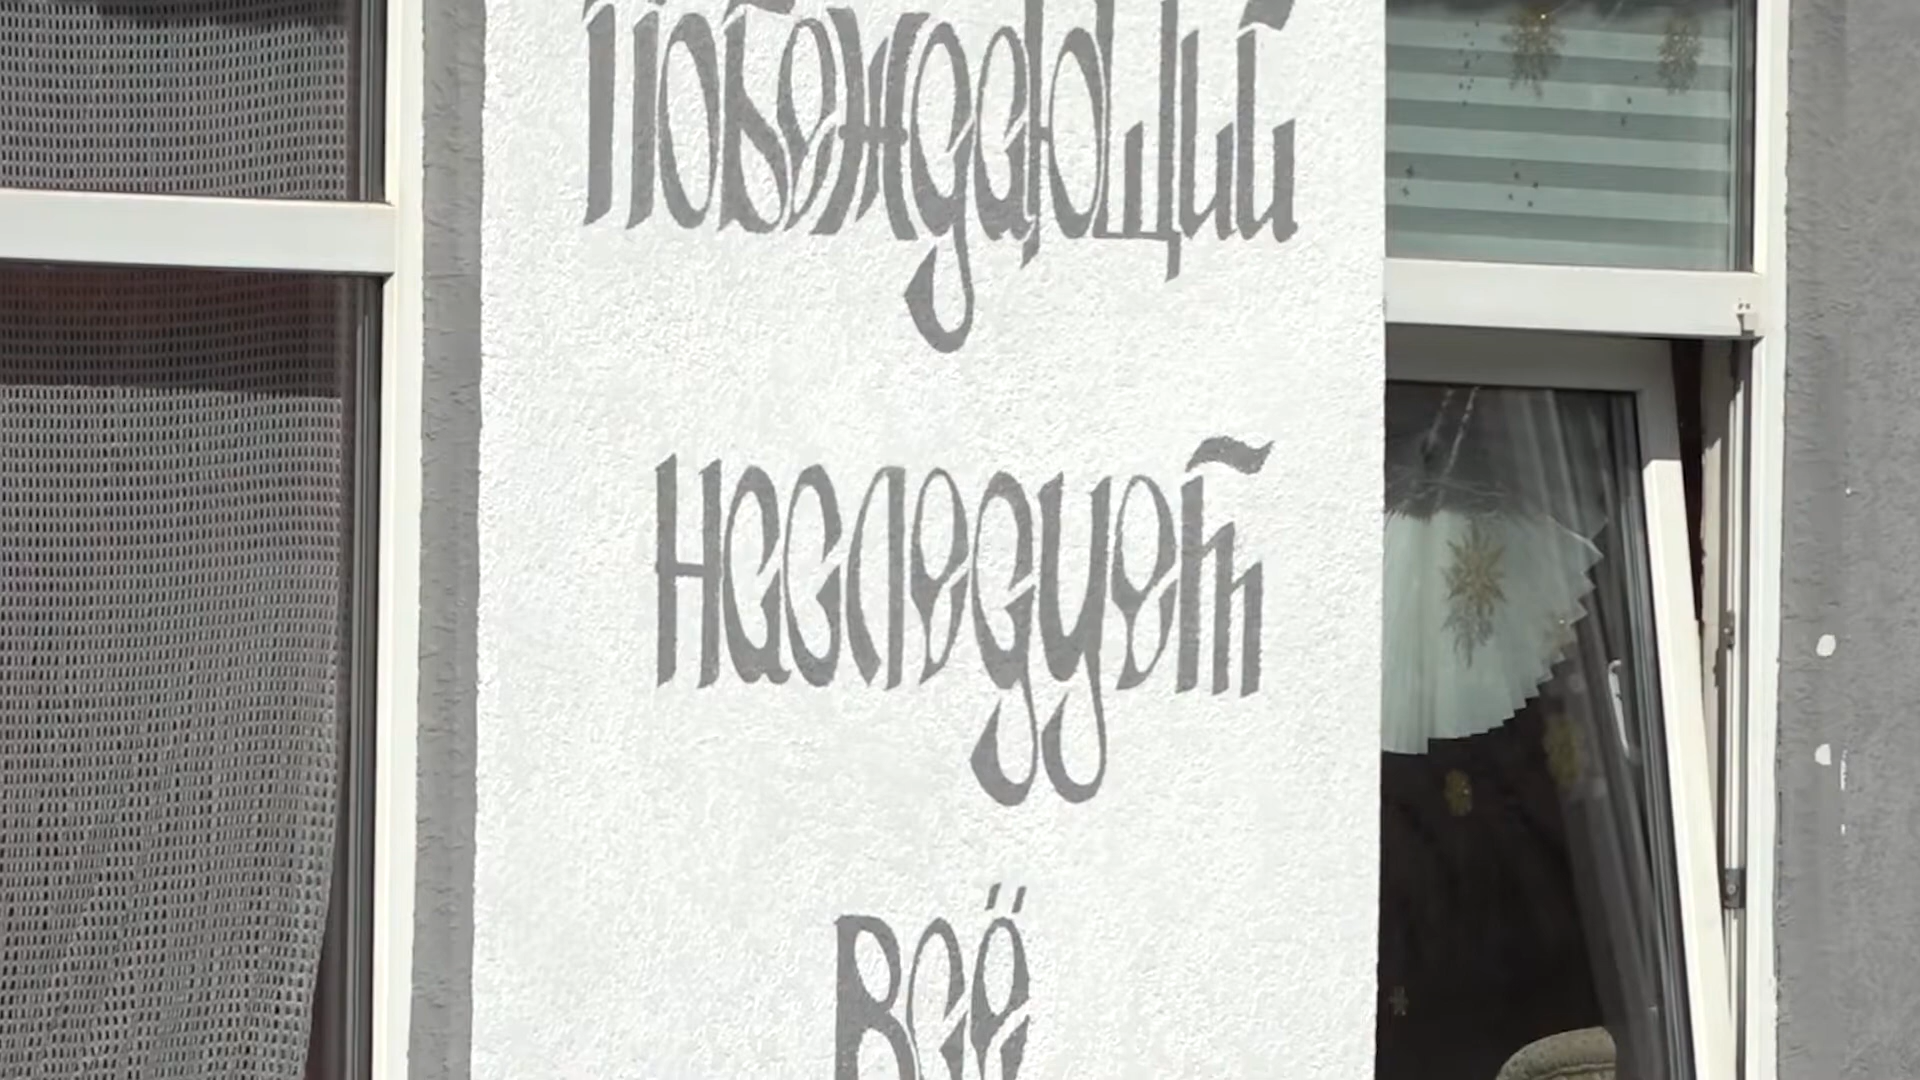 Побеждающий
наследует
всё